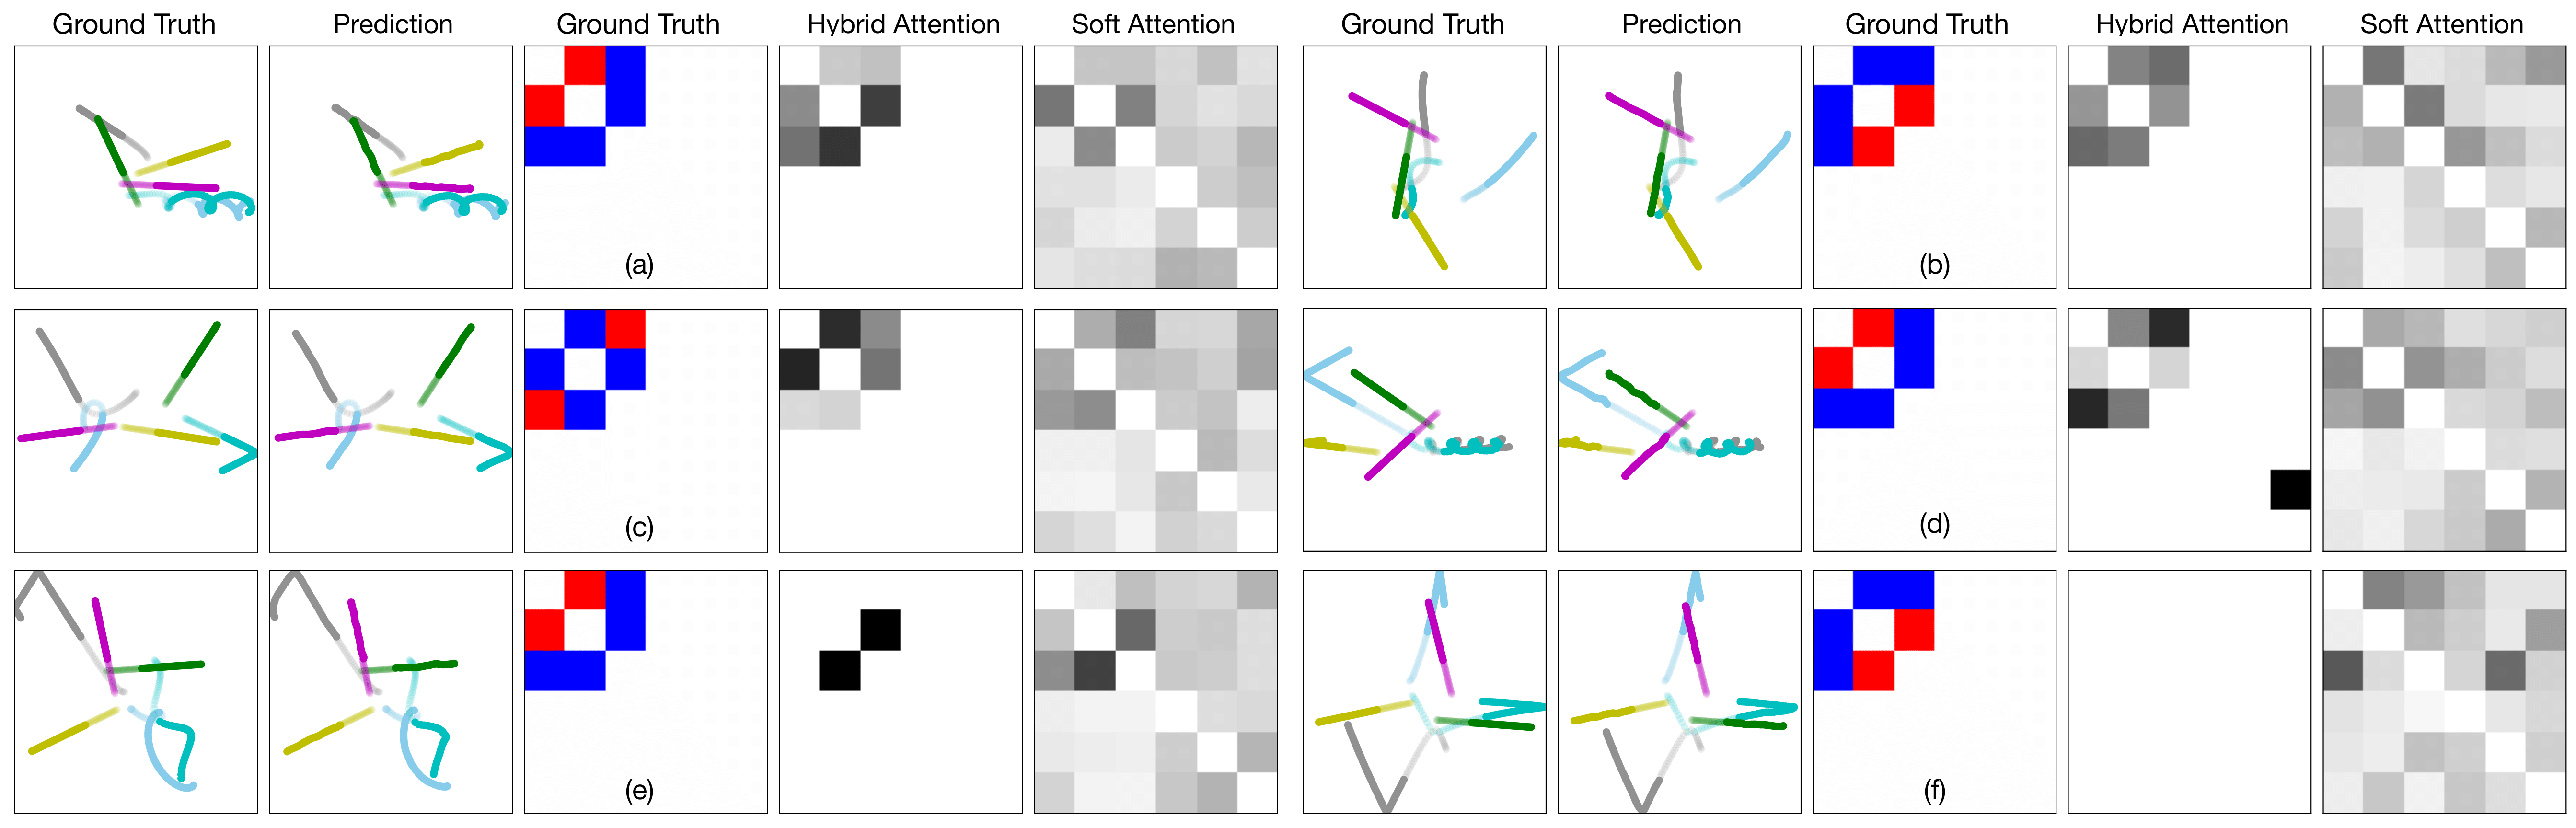 Ground Truth Prediction Ground Truth Hybrid Attention Soft Attention Ground Truth Prediction Ground Truth Hybrid Attention Soft Attention
(a) (b)
(c) (d)
(e) (f)